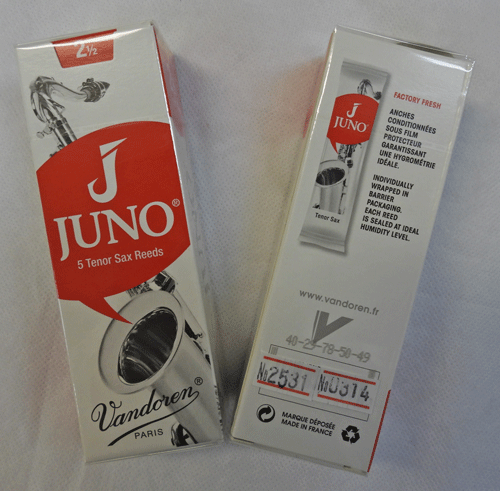 2½
JUNO®
5 Tenor Sax Reeds
Vandoren®
PARIS
JUNO®
Tenor Sax
FACTORY FRESH
ANCHES
CONDITIONNÉES
SOUS FILM
PROTECTEUR
GARANTISSANT
UNE HYGROMÉTRIE
IDÉALE.
INDIVIDUALLY
WRAPPED IN
BARRIER
PACKAGING.
EACH REED
IS SEALED AT IDEAL
HUMIDITY LEVEL.
www.vandoren.fr
40-29-78-50-49
№2531 №0314
MARQUE DÉPOSÉE
MADE IN FRANCE